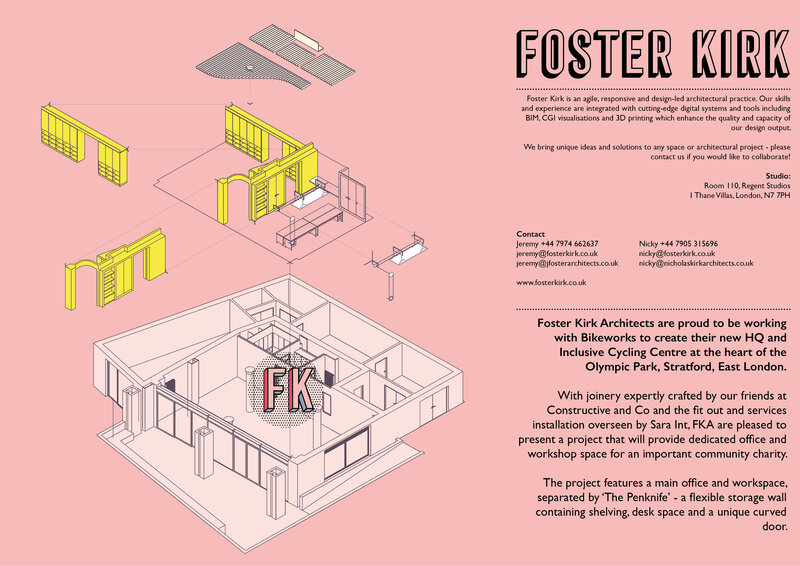 FOSTER KIRK
Foster Kirk is an agile, responsive and design-led architectural practice. Our skills
and experience are integrated with cutting-edge digital systems and tools including
BIM, CGI visualisations and 3D printing which enhance the quality and capacity of
our design output.
We bring unique ideas and solutions to any space or architectural project - please
contact us if you would like to collaborate!
Studio:
Room 110, Regent Studios
1 Thane Villas, London, N7 7PH
Contact
Jeremy +44 7974 662637
jeremy@fosterkirk.co.uk
jeremy@jfosterarchitects.co.uk
www.fosterkirk.co.uk
Nicky +44 7905 315696
nicky@fosterkirk.co.uk
nicky@nicholaskirkarchitects.co.uk
Foster Kirk Architects are proud to be working
with Bikeworks to create their new HQ and
Inclusive Cycling Centre at the heart of the
Olympic Park, Stratford, East London.
With joinery expertly crafted by our friends at
Constructive and Co and the fit out and services
installation overseen by Sara Int, FKA are pleased to
present a project that will provide dedicated office and
workshop space for an important community charity.
The project features a main office and workspace,
separated by ‘The Penknife’ - a flexible storage wall
containing shelving, desk space and a unique curved
door.
FK